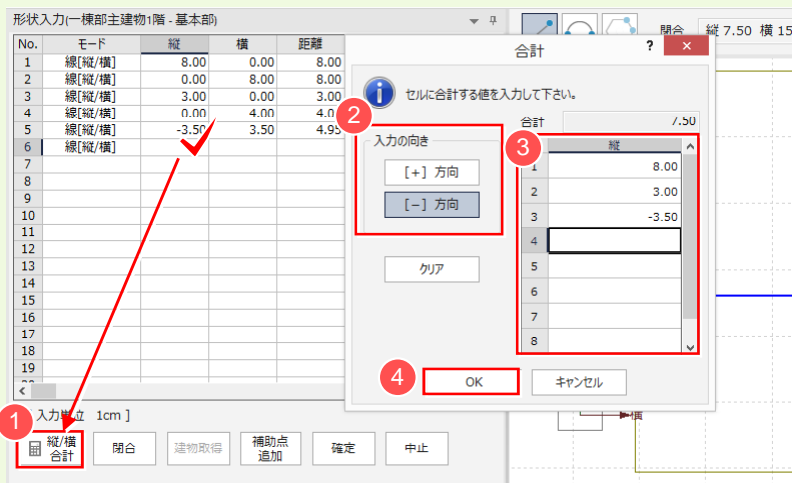 形状入力(一棟部主建物1階 - 基本部)
No. モード 縦 横 距離
1 線[縦/横] 8.00 0.00 8.00
2 線[縦/横] 0.00 8.00 8.00
3 線[縦/横] 3.00 0.00 3.00
4 線[縦/横] 0.00 4.00 4.0
5 線[縦/横] -3.50 3.50 4.95
6 線[縦/横]
7
8
9
10
11
12
13
14
15
16
17
18
19
入力単位 1cm ]
1
縦/横
合計
閉合
建物取得
補助点
追加
確定
中止
閉合 縦 7.50 横 15
合計 ? ×
セルに合計する値を入力して下さい。
合計 7.50
2
入力の向き
[+] 方向
[-] 方向
クリア
3
縦
1 8.00
2 3.00
3 -3.50
4
5
6
7
8
4
OK
キャンセル
横